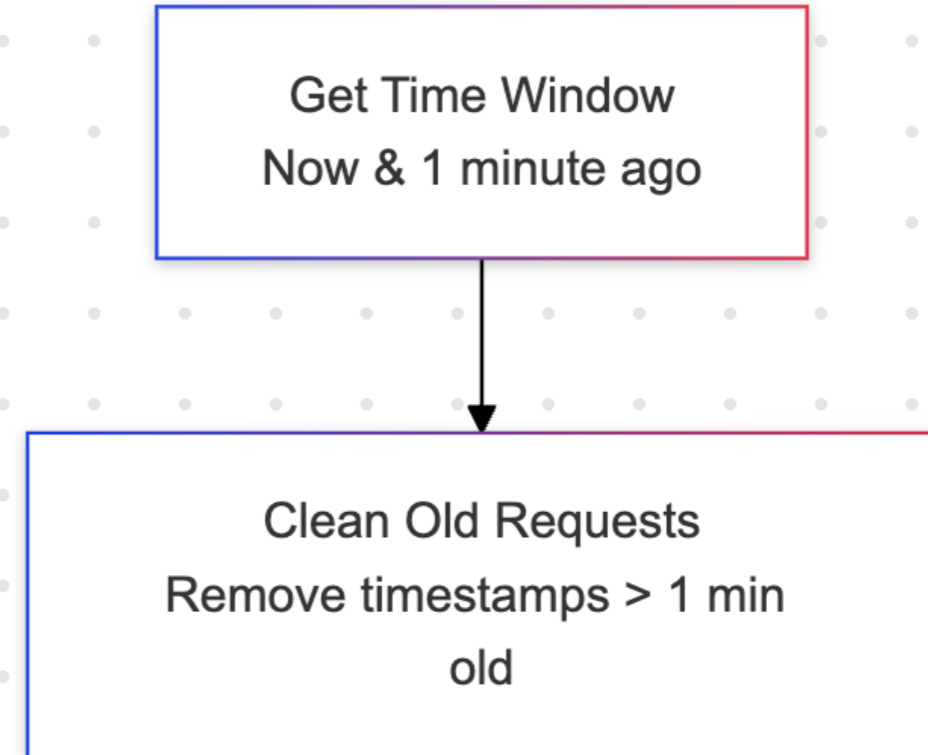 Get Time Window
Now & 1 minute ago
Clean Old Requests
Remove timestamps > 1 min
old